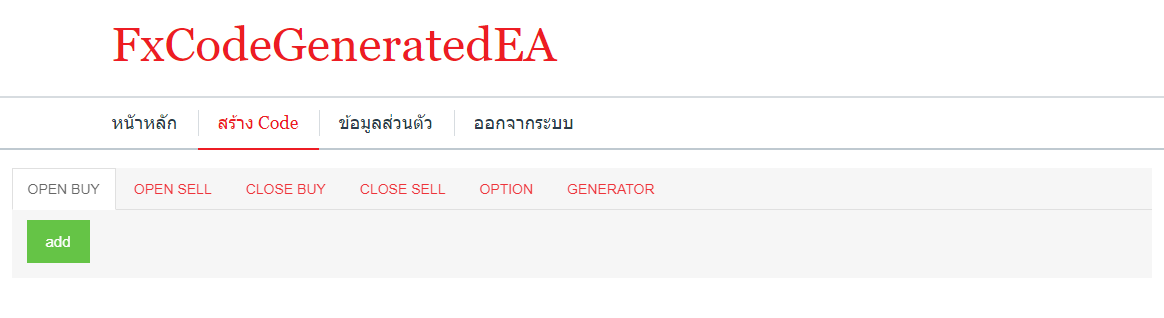 FxCodeGeneratedEA
หน้าหลัก สร้าง Code ข้อมูลส่วนตัว ออกจากระบบ
OPEN BUY OPEN SELL CLOSE BUY CLOSE SELL OPTION GENERATOR
add